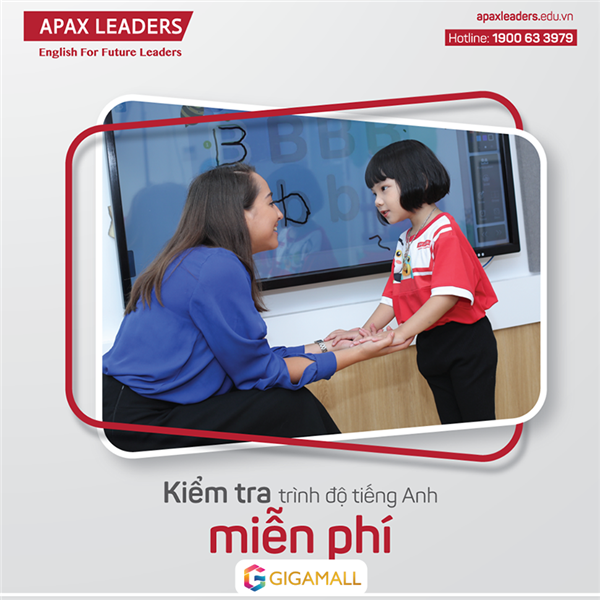 APAX LEADERS
English For Future Leaders
apaxleaders.edu.vn
Hotline: 1900 63 3979
B B B B
b b b
Kiểm tra trình độ tiếng Anh
miễn phí
GIGAMALL